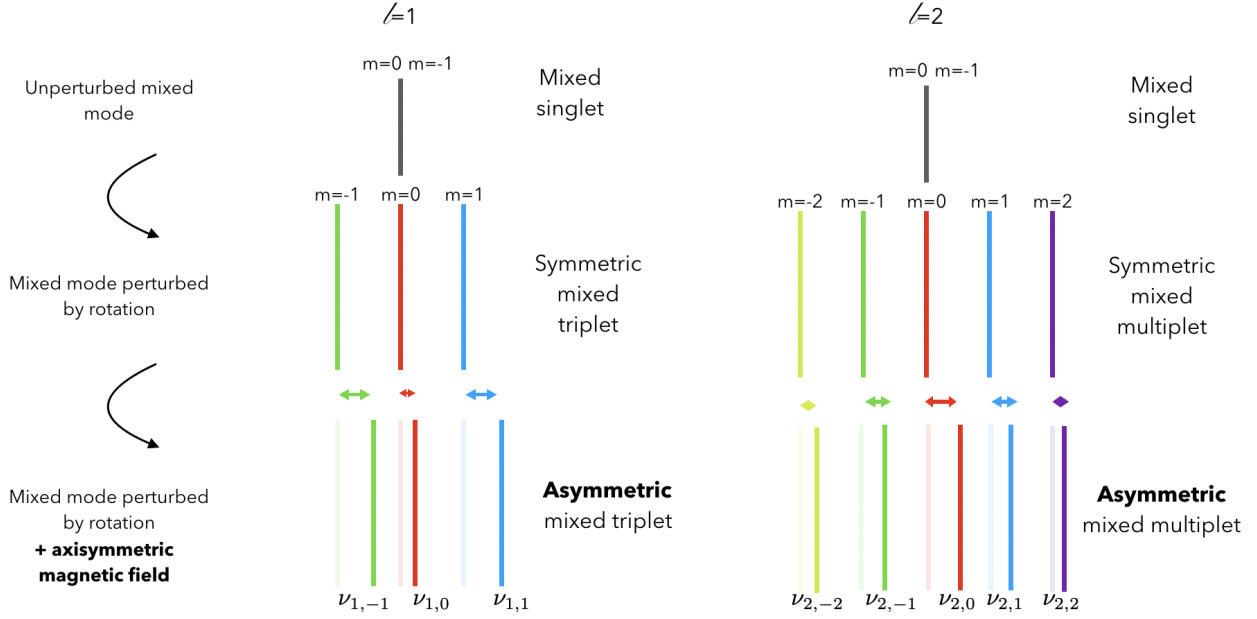 ℓ=1
ℓ=2
Unperturbed mixed
mode
m=0 m=-1
Mixed
singlet
m=0 m=-1
Mixed
singlet
m=-1 m=0 m=1
m=-2 m=-1 m=0 m=1 m=2
Mixed mode perturbed
by rotation
Symmetric
mixed
triplet
Symmetric
mixed
multiplet
Mixed mode perturbed
by rotation
+ axisymmetric
magnetic field
Asymmetric
mixed triplet
Asymmetric
mixed multiplet
ν1,−1 ν1,0 ν1,1
ν2,−2 ν2,−1 ν2,0 ν2,1 ν2,2